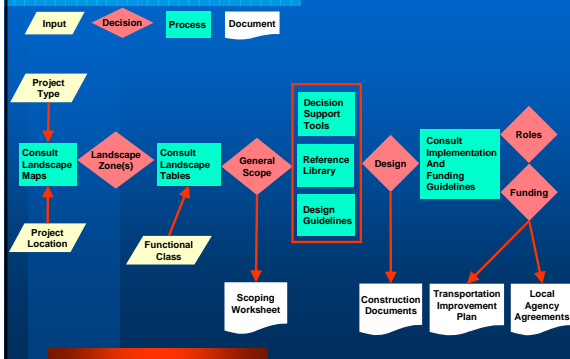 Input
Decision
Process
Document
Project
Type
Consult
Landscape
Maps
Landscape
Zone(s)
Consult
Landscape
Tables
General
Scope
Decision
Support
Tools
Reference
Library
Design
Guidelines
Design
Consult
Implementation
And
Funding
Guidelines
Roles
Funding
Project
Location
Functional
Class
Scoping
Worksheet
Construction
Documents
Transportation
Improvement
Plan
Local
Agency
Agreements